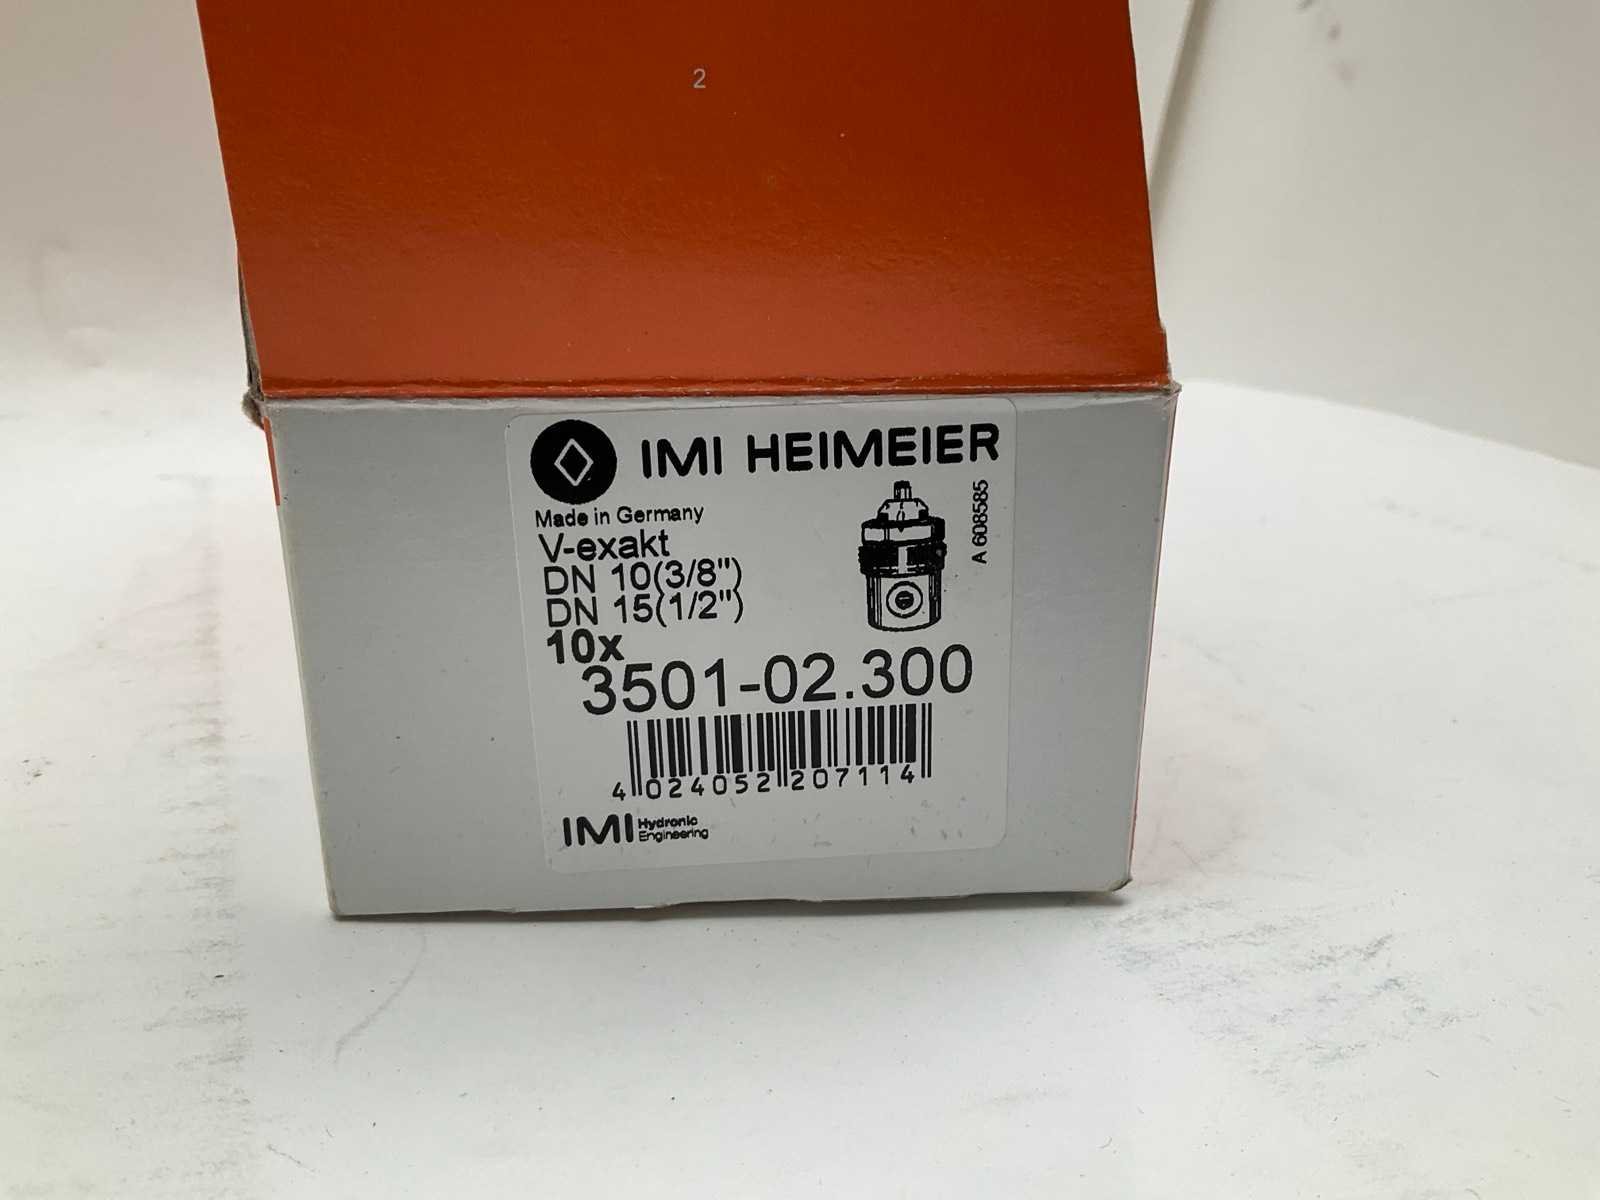 2
IMI HEIMEIER
Made in Germany
V-exakt
DN 10(3/8")
DN 15(1/2")
10x
A 608585
3501-02.300
4 024052 207114
IMI Hydronic
Engineering